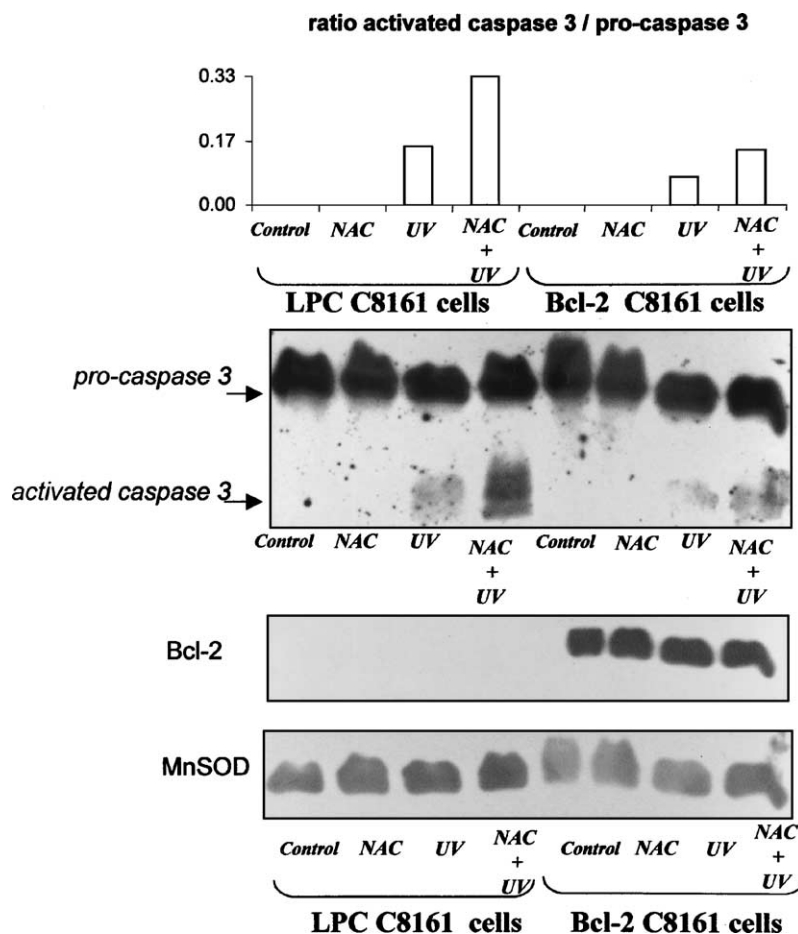 ratio activated caspase 3 / pro-caspase 3
0.33
0.17
0.00
Control NAC UV NAC + UV Control NAC UV NAC + UV
LPC C8161 cells Bcl-2 C8161 cells
pro-caspase 3
activated caspase 3
Control NAC UV NAC + UV Control NAC UV NAC + UV
Bcl-2
MnSOD
Control NAC UV NAC + UV Control NAC UV NAC + UV
LPC C8161 cells Bcl-2 C8161 cells